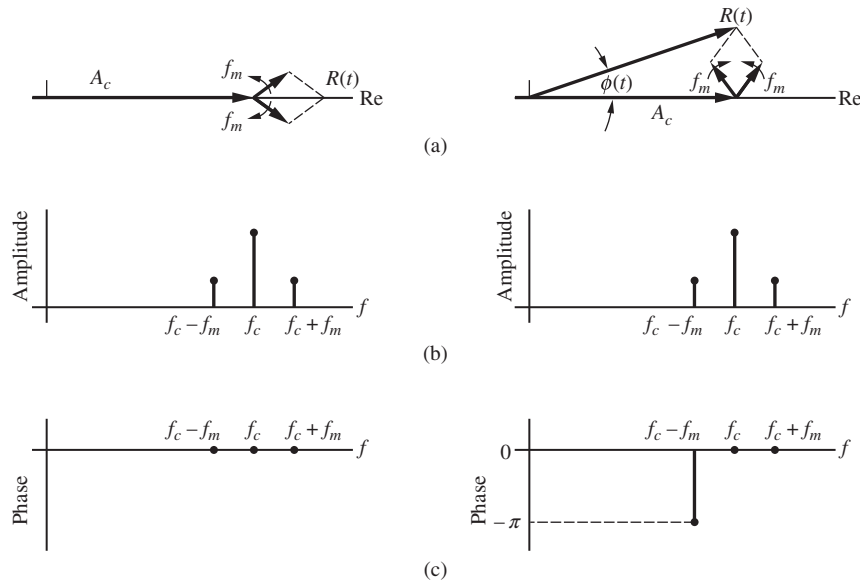 f_m
A_c
R(t)
Re
f_m
R(t)
f_m
ϕ(t)
f_m
A_c
Re
(a)
Amplitude
f
f_c − f_m
f_c
f_c + f_m
Amplitude
f
f_c − f_m
f_c
f_c + f_m
(b)
f_c − f_m
f_c
f_c + f_m
f
Phase
f_c − f_m
f_c
f_c + f_m
0
f
Phase
−π
(c)